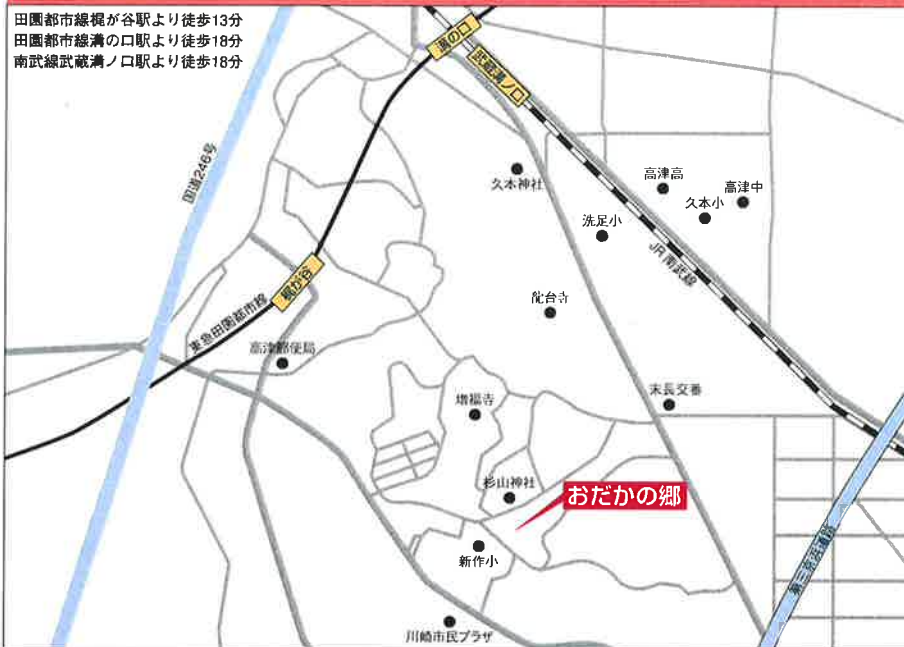 田園都市線梶が谷駅より徒歩13分
田園都市線溝の口駅より徒歩18分
南武線武蔵溝ノ口駅より徒歩18分
溝の口
武蔵溝ノ口
国道246号
久本神社
高津高
高津中
久本小
洗足小
JR南武線
梶が谷
東急田園都市線
龍台寺
高津郵便局
増福寺
末長交番
杉山神社
おだかの郷
新作小
第三京浜道路
川崎市民プラザ